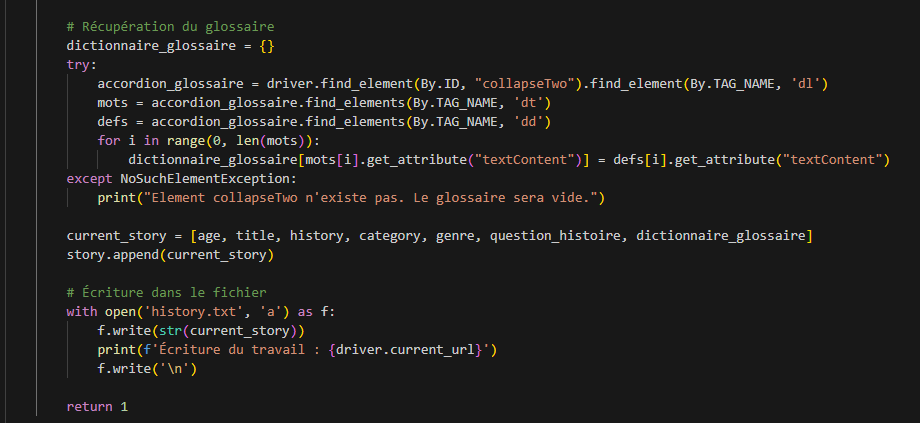 # Récupération du glossaire
dictionnaire_glossaire = {}
try:
    accordion_glossaire = driver.find_element(By.ID, "collapseTwo").find_element(By.TAG_NAME, 'dl')
    mots = accordion_glossaire.find_elements(By.TAG_NAME, 'dt')
    defs = accordion_glossaire.find_elements(By.TAG_NAME, 'dd')
    for i in range(0, len(mots)):
        dictionnaire_glossaire[mots[i].get_attribute("textContent")] = defs[i].get_attribute("textContent")
except NoSuchElementException:
    print("Element collapseTwo n'existe pas. Le glossaire sera vide.")

current_story = [age, title, history, category, genre, question_histoire, dictionnaire_glossaire]
story.append(current_story)

# Écriture dans le fichier
with open('history.txt', 'a') as f:
    f.write(str(current_story))
    print(f'Écriture du travail : {driver.current_url}')
    f.write('\n')

return 1